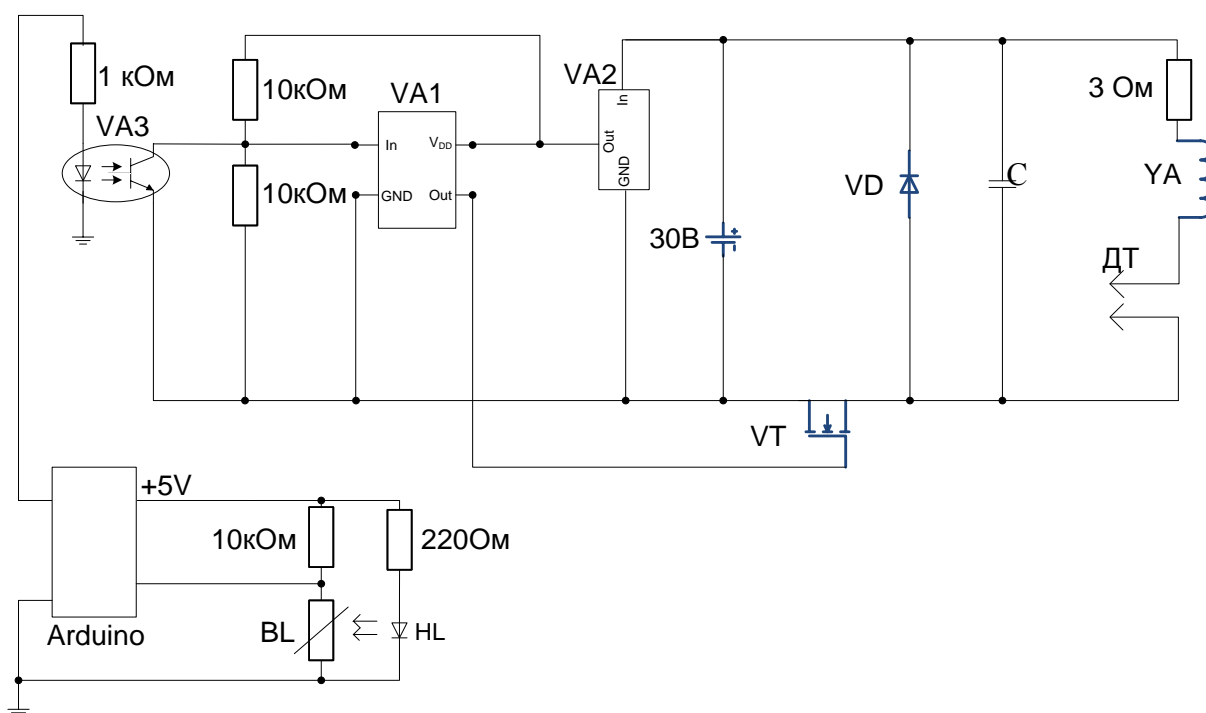 1 кОм
VA3
10кОм
10кОм
VA1
In
VDD
GND
Out
VA2
In
Out
GND
30В
+
VD
C
3 Ом
YA
ДТ
VT
+5V
Arduino
10кОм
220Ом
BL
HL